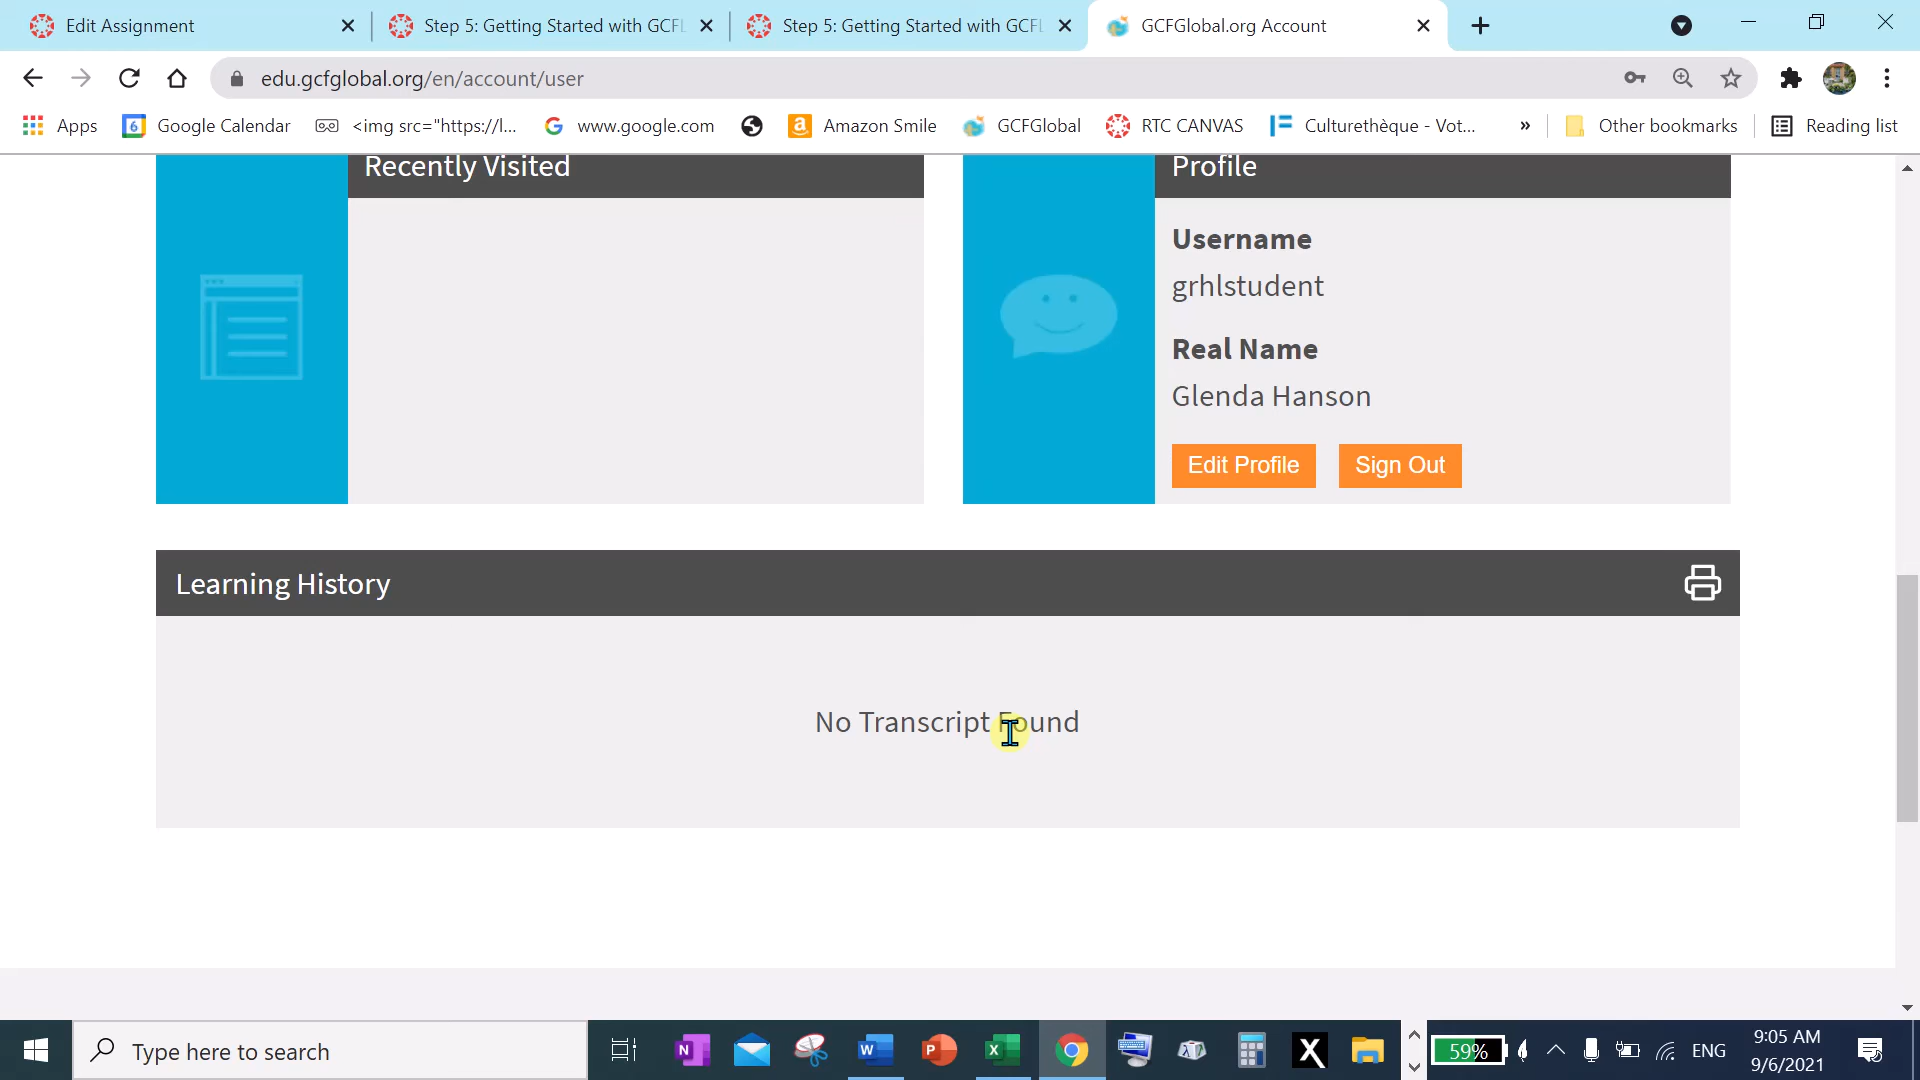 Edit Assignment
Step 5: Getting Started with GCFL
Step 5: Getting Started with GCFL
GCFGlobal.org Account
edu.gcfglobal.org/en/account/user
Apps
6
Google Calendar
<img src="https://l...
G
www.google.com
a
Amazon Smile
GCFGlobal
RTC CANVAS
Culturethèque - Vot...
»
Other bookmarks
Reading list
Recently Visited
Profile
Username
grhlstudent
Real Name
Glenda Hanson
Edit Profile
Sign Out
Learning History
No Transcript Found
Type here to search
N
W
P
X
X
59%
ENG
9:05 AM
9/6/2021